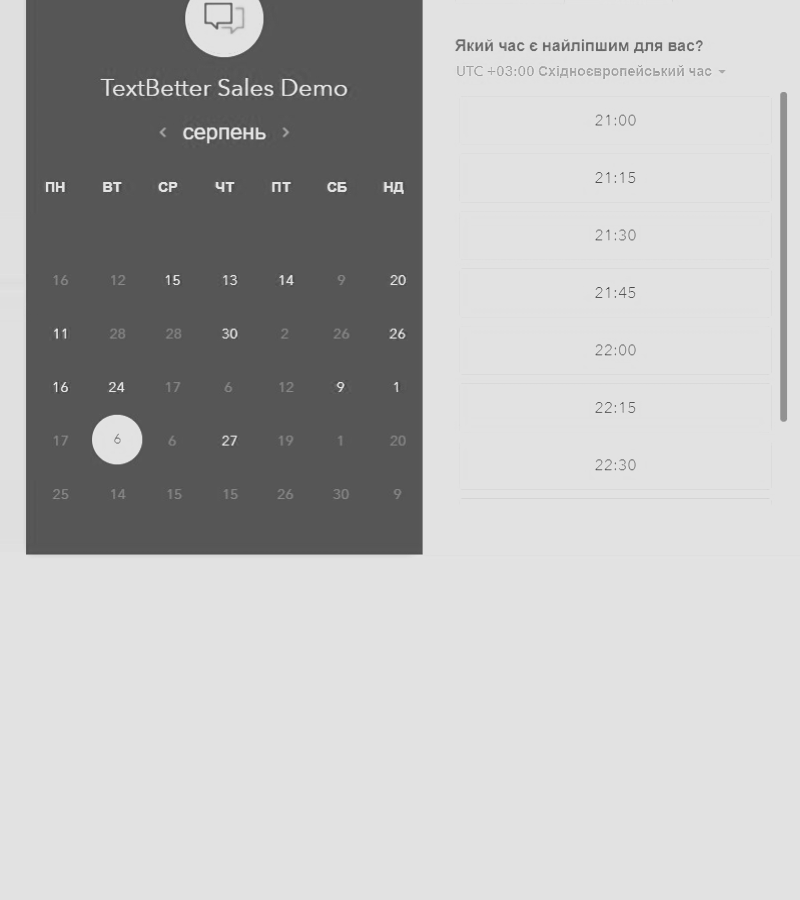 TextBetter Sales Demo
серпень
ПН ВТ СР ЧТ ПТ СБ НД
16 12 15 13 14 9 20
11 28 28 30 2 26 26
16 24 17 6 12 9 1
17 6 6 27 19 1 20
25 14 15 15 26 30 9
Який час є найліпшим для вас?
UTC +03:00 Східноєвропейський час
21:00
21:15
21:30
21:45
22:00
22:15
22:30